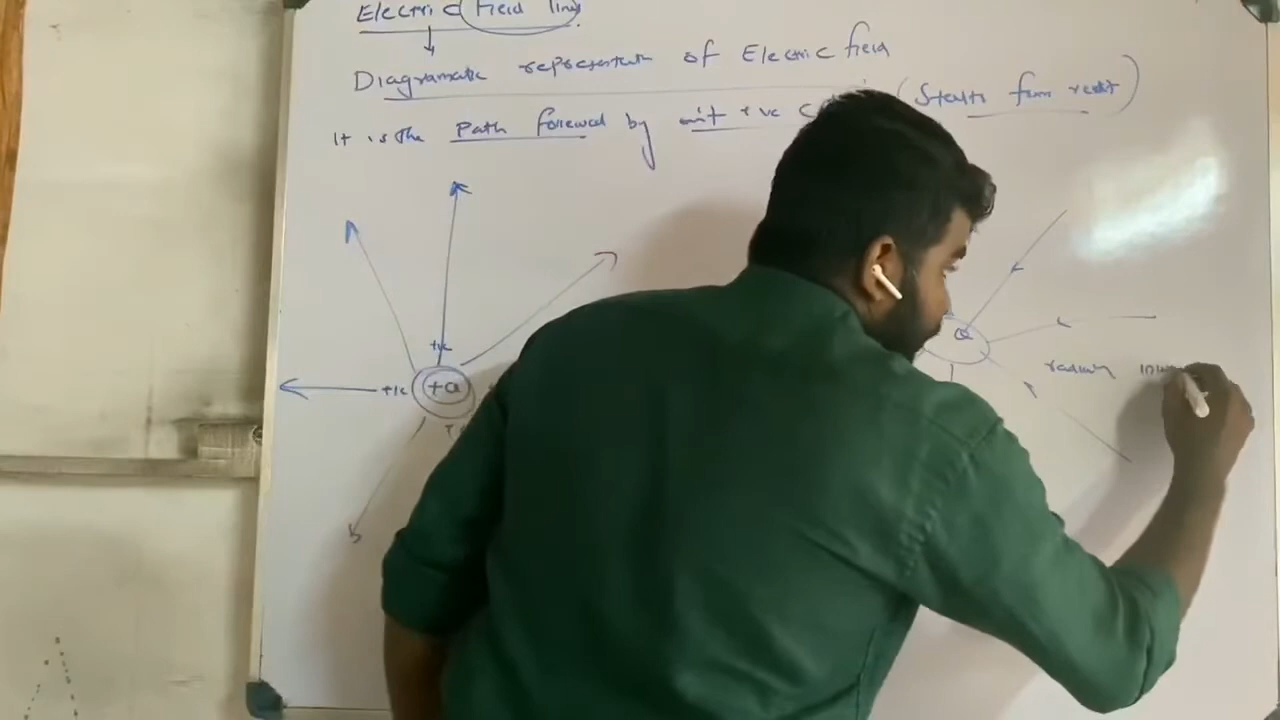 Electric field lines
Diagramatic representation of Electric field
It is the Path followed by unit +ve (Starts from rest)
+ve
+ve
+Q
Q
radially